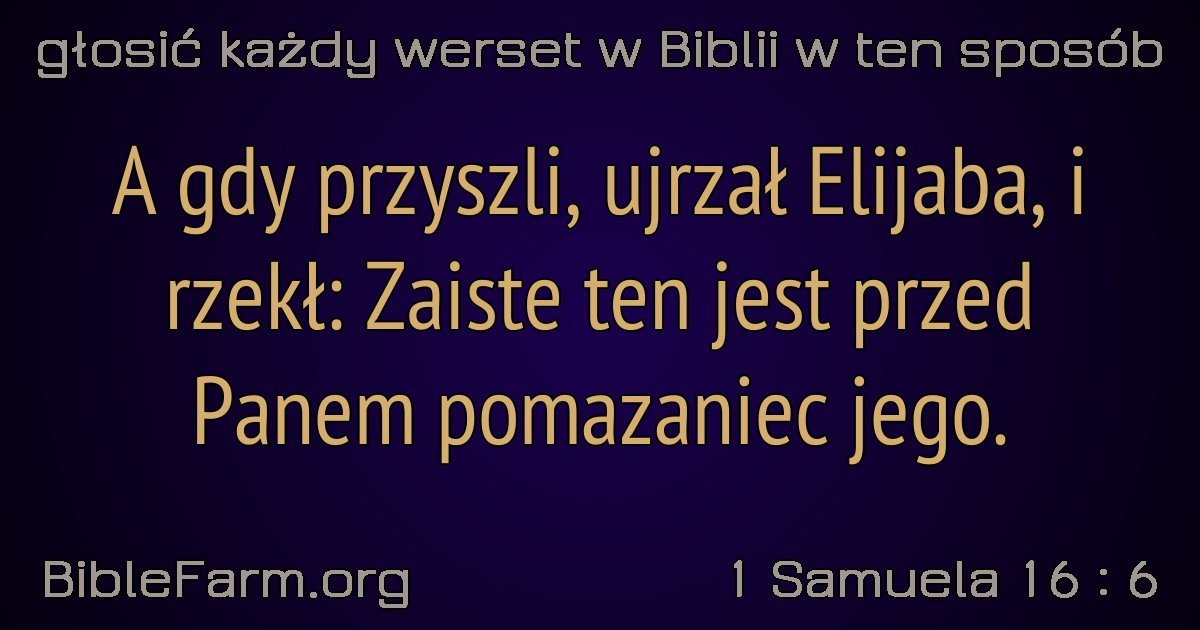 głosić każdy werset w Biblii w ten sposób
A gdy przyszli, ujrzał Elijaba, i
rzekł: Zaiste ten jest przed
Panem pomazaniec jego.
BibleFarm.org
1 Samuela 16 : 6